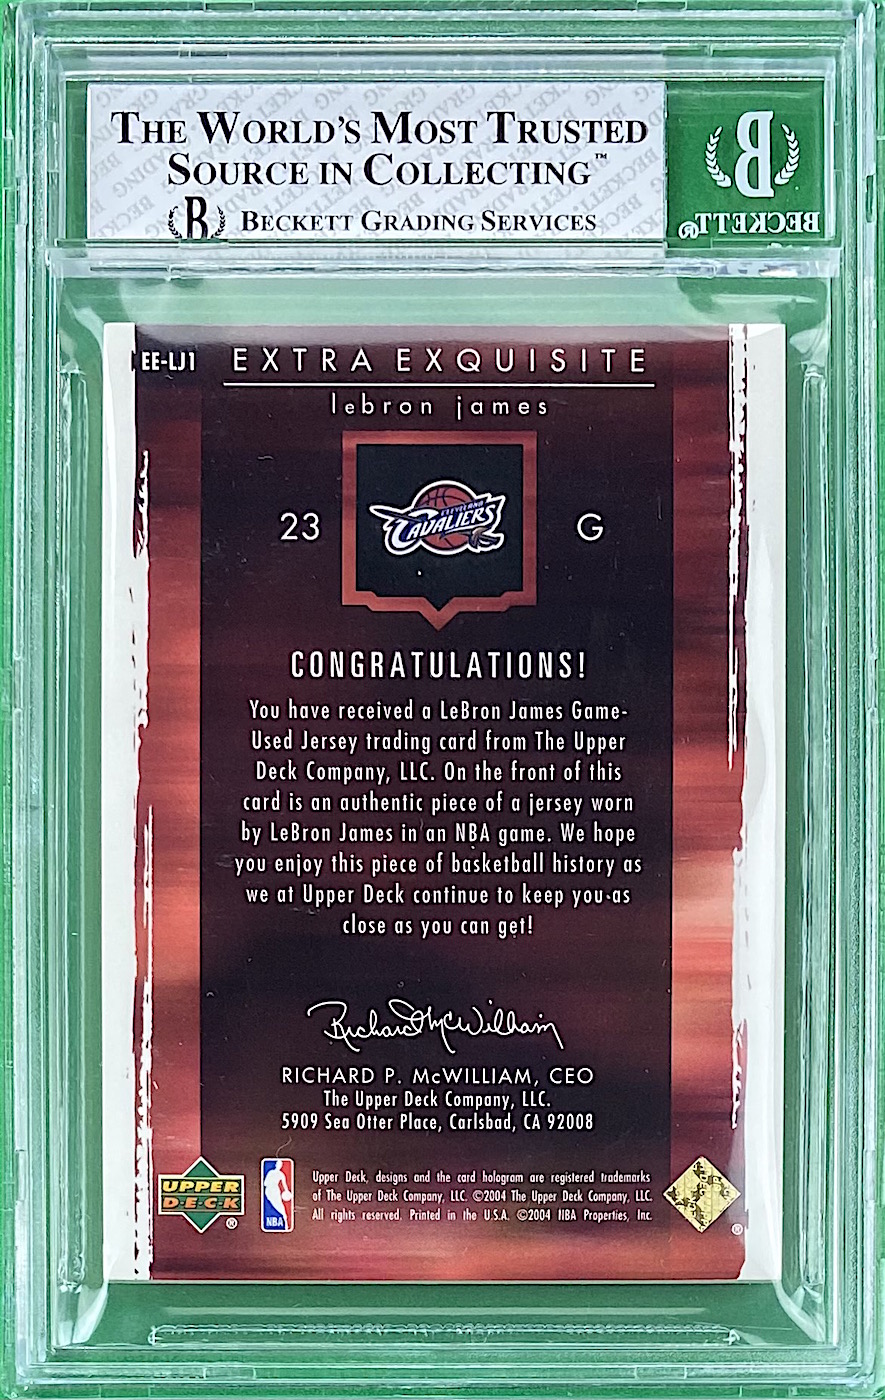 THE WORLD'S MOST TRUSTED
SOURCE IN COLLECTING™
B BECKETT GRADING SERVICES
B
BECKETT®
EE-LJ1 EXTRA EXQUISITE
lebron james
CLEVELAND
CAVALIERS
23 G
CONGRATULATIONS!
You have received a LeBron James Game-
Used Jersey trading card from The Upper
Deck Company, LLC. On the front of this
card is an authentic piece of a jersey worn
by LeBron James in an NBA game. We hope
you enjoy this piece of basketball history as
we at Upper Deck continue to keep you as
close as you can get!
Richard McWilliam
RICHARD P. McWILLIAM, CEO
The Upper Deck Company, LLC.
5909 Sea Otter Place, Carlsbad, CA 92008
UPPER
DECK
®
NBA
Upper Deck, designs and the card hologram are registered trademarks
of The Upper Deck Company, LLC. ©2004 The Upper Deck Company, LLC.
All rights reserved. Printed in the U.S.A. ©2004 NBA Properties, Inc.
®